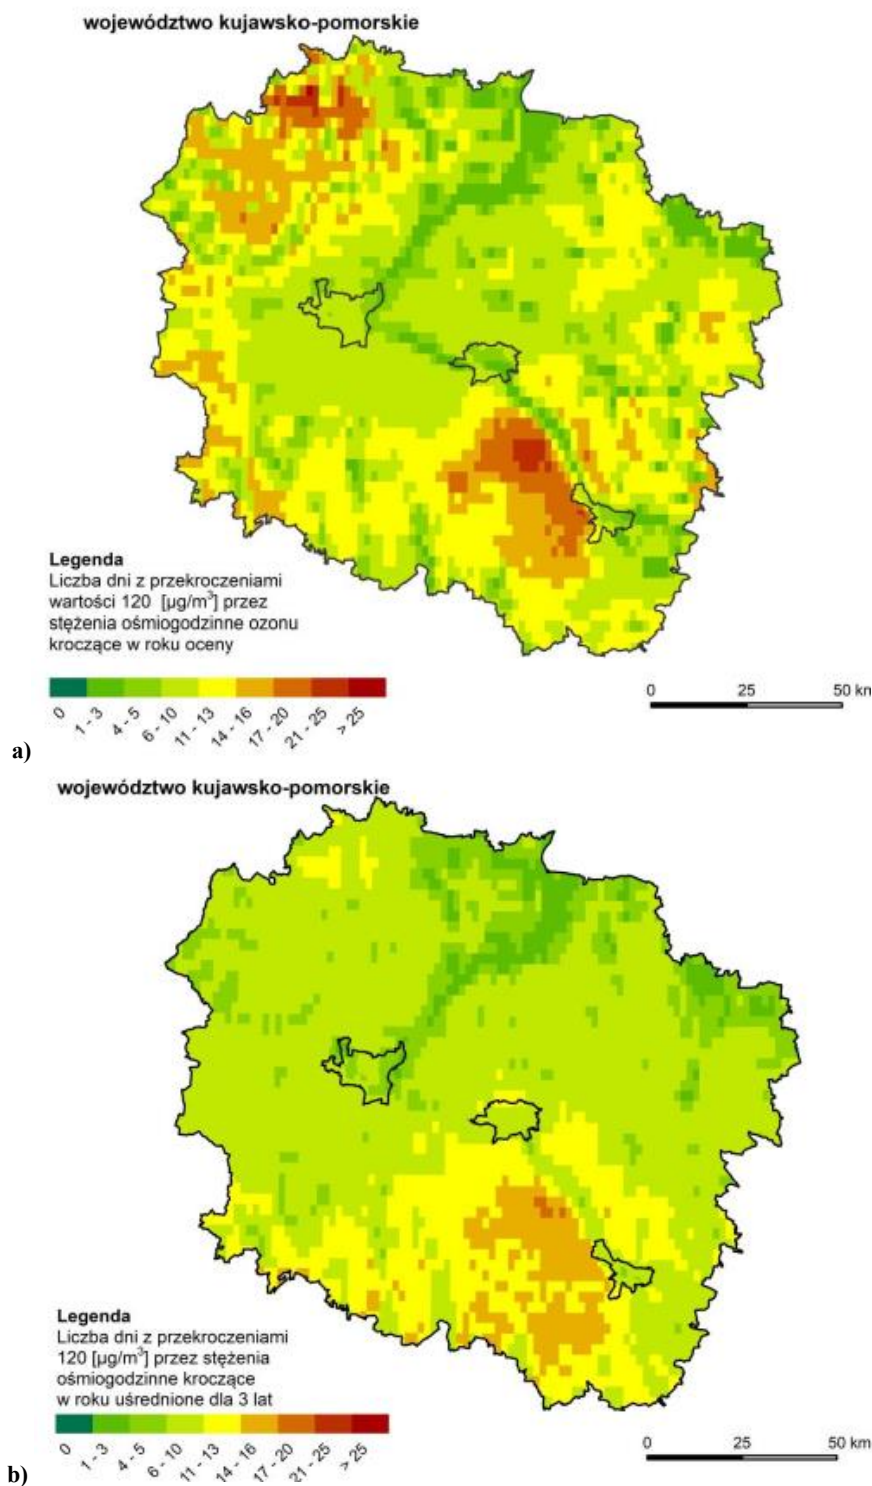 województwo kujawsko-pomorskie
Legenda
Liczba dni z przekroczeniami
wartości 120 [µg/m³] przez
stężenia ośmiogodzinne ozonu
kroczące w roku oceny
0
1 - 3
4 - 5
6 - 10
11 - 13
14 - 16
17 - 20
21 - 25
> 25
0 25 50 kn
a)
województwo kujawsko-pomorskie
Legenda
Liczba dni z przekroczeniami
120 [µg/m³] przez stężenia
ośmiogodzinne kroczące
w roku uśrednione dla 3 lat
0
1 - 3
4 - 5
6 - 10
11 - 13
14 - 16
17 - 20
21 - 25
> 25
0 25 50 km
b)